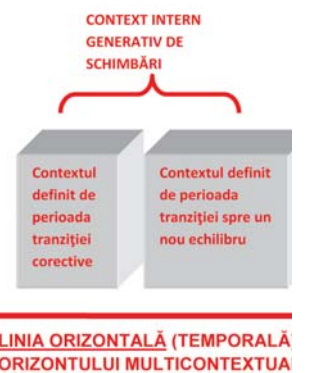 CONTEXT INTERN
GENERATIV DE
SCHIMBĂRI
Contextul
definit de
perioada
tranziției
corective
Contextul definit
de perioada
tranziției spre un
nou echilibru
LINIA ORIZONTALĂ (TEMPORALĂ
ORIZONTULUI MULTICONTEXTUA